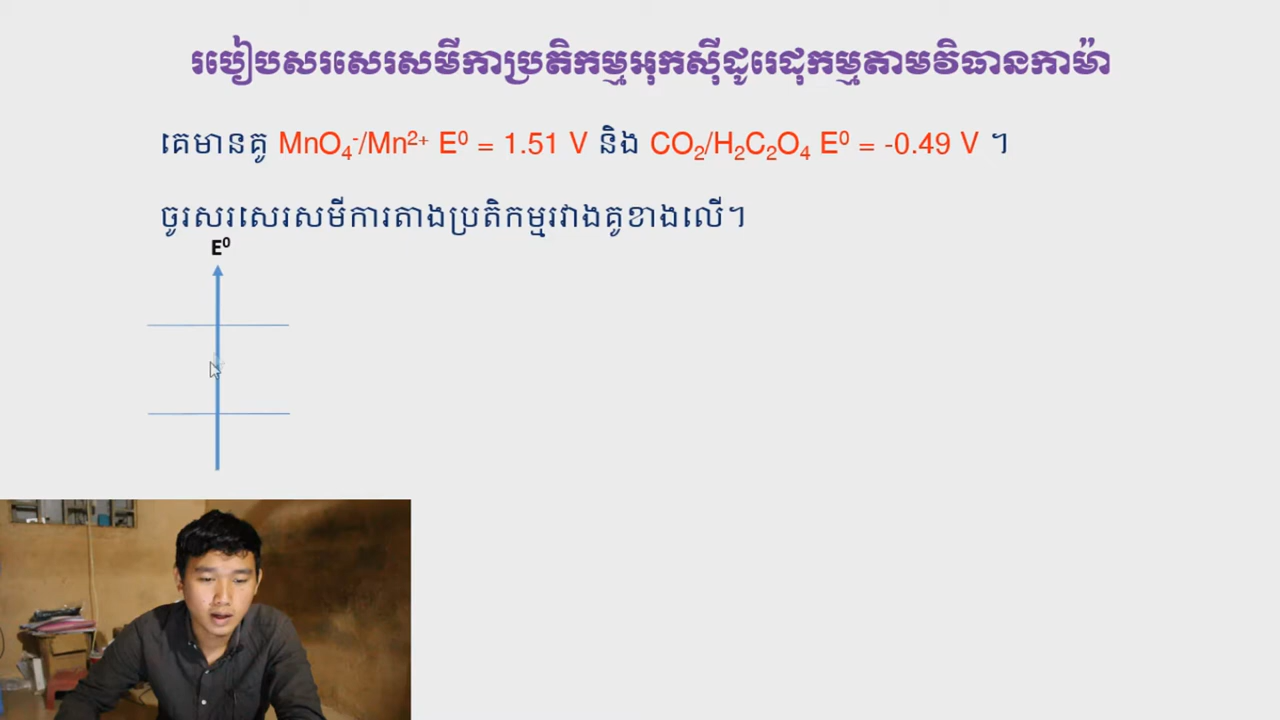 របៀបសរសេរសមីកាប្រតិកម្មអុកស៊ីដូរេដុកម្មតាមវិធានកាម៉ា
គេមានគូ MnO₄⁻/Mn²⁺ E⁰ = 1.51 V និង CO₂/H₂C₂O₄ E⁰ = -0.49 V ។
ចូរសរសេរសមីការតាងប្រតិកម្មរវាងគូខាងលើ។
E⁰